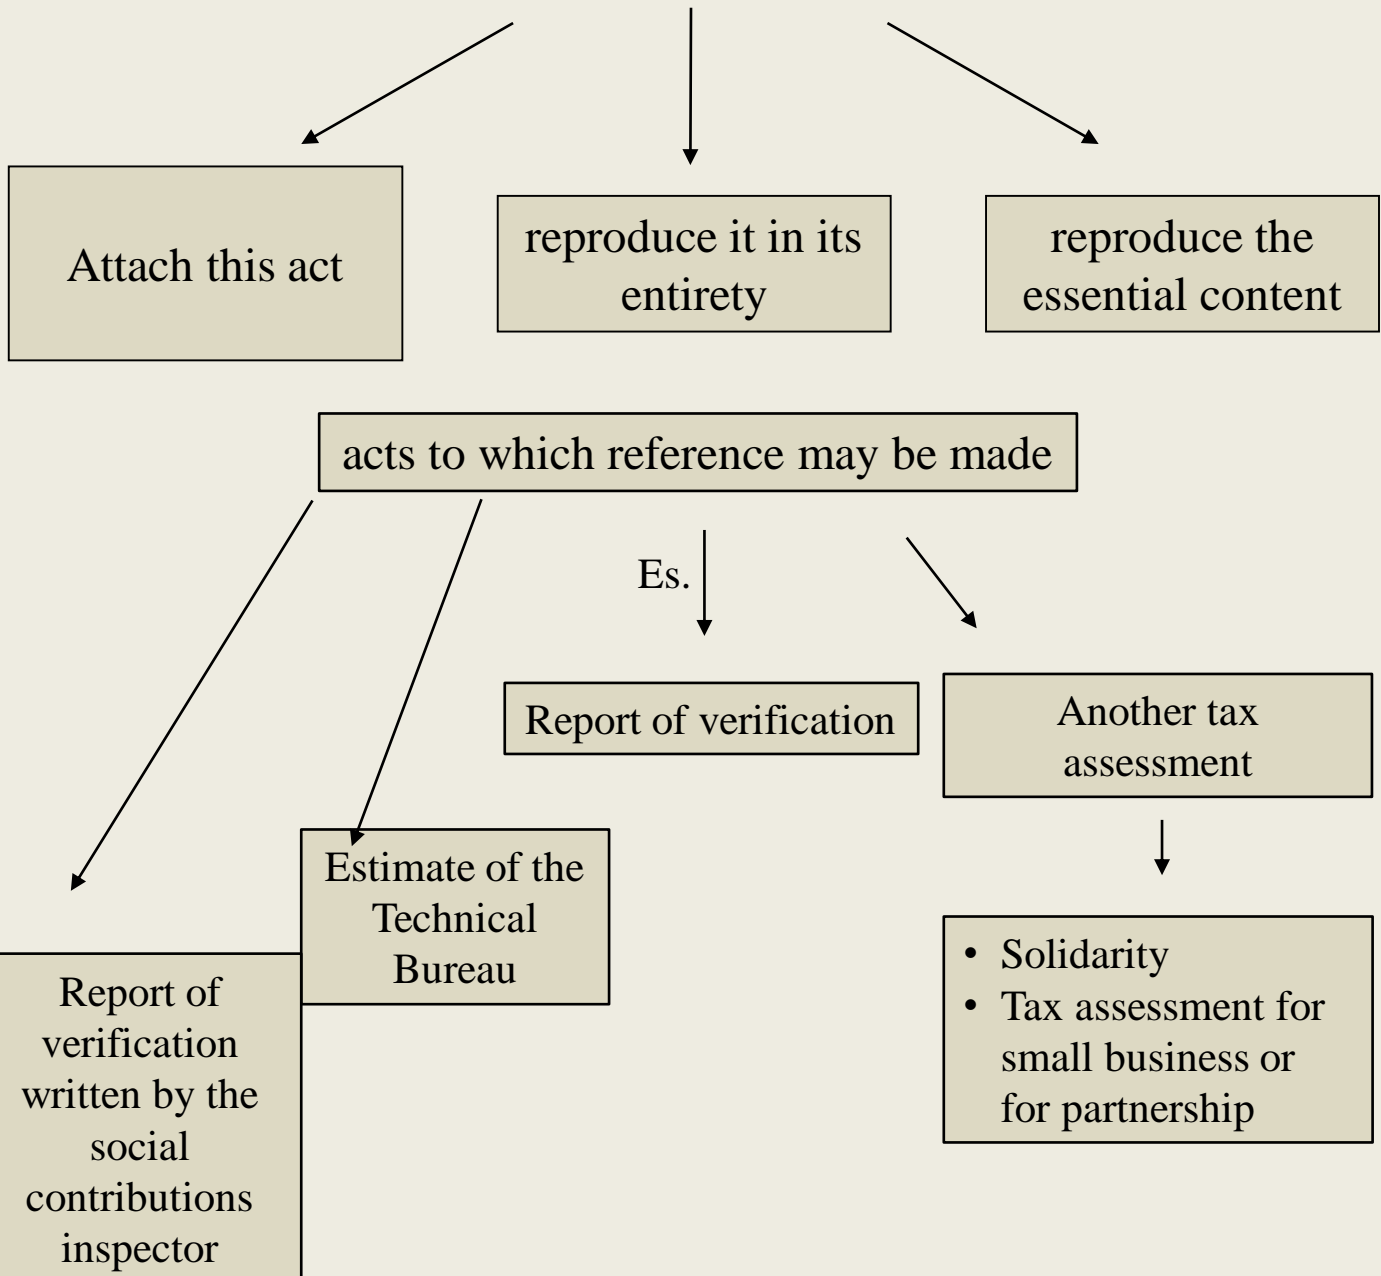 Attach this act
reproduce it in its
entirety
reproduce the
essential content
acts to which reference may be made
Es.
Report of verification
Another tax
assessment
Estimate of the
Technical
Bureau
• Solidarity
• Tax assessment for
small business or
for partnership
Report of
verification
written by the
social
contributions
inspector